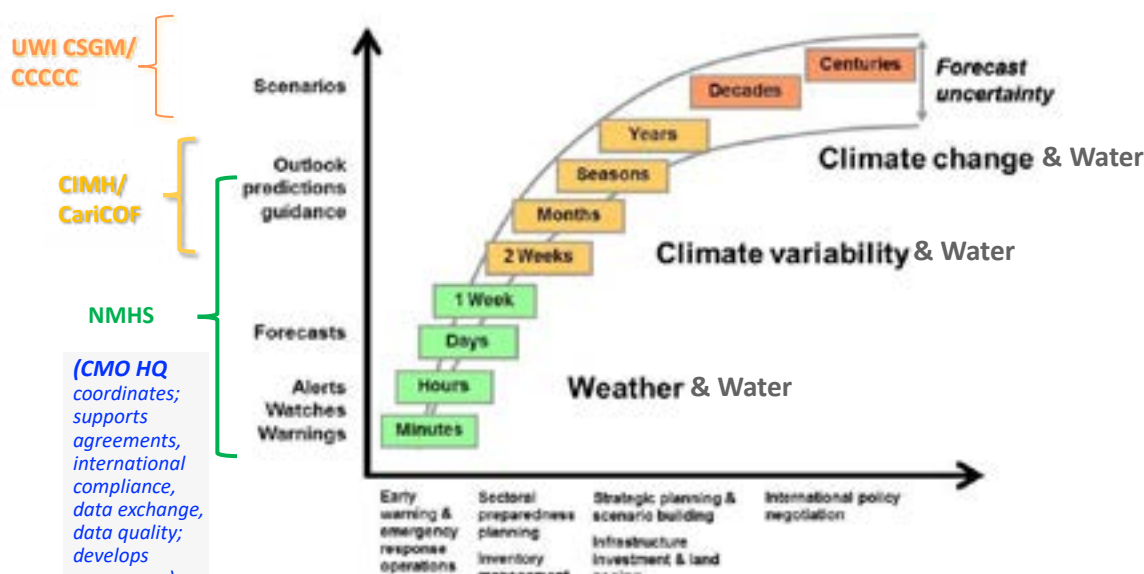 UWI CSGM/
CCCCC
CIMH/
CariCOF
NMHS
(CMO HQ
coordinates;
supports
agreements,
international
compliance,
data exchange,
data quality;
develops
Scenarios
Outlook
predictions
guidance
Forecasts
Alerts
Watches
Warnings
Centuries
Decades
Years
Seasons
Months
2 Weeks
1 Week
Days
Hours
Minutes
Forecast
uncertainty
Climate change & Water
Climate variability & Water
Weather & Water
Early
warning &
emergency
response
operations
Sectoral
preparedness
planning
Inventory
Strategic planning &
scenario building
Infrastructure
investment & land
International policy
negotiation